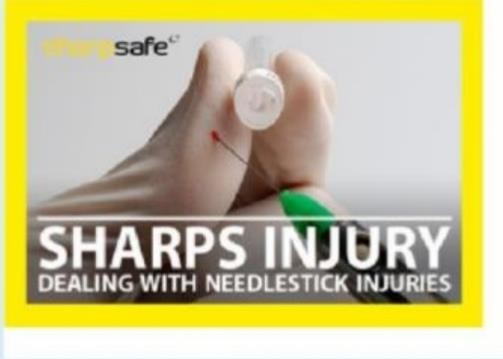 sharpsafe
SHARPS INJURY
DEALING WITH NEEDLESTICK INJURIES